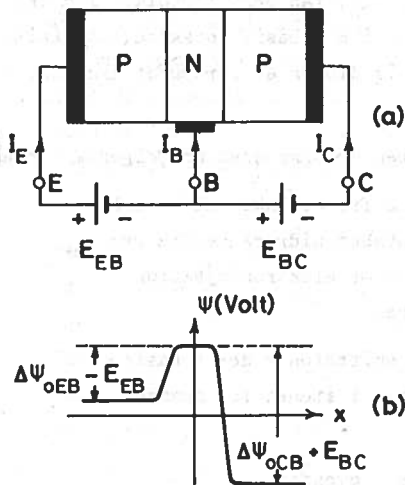 P N P
(a)
I_E I_B I_C
E B C
+ - + -
E_EB E_BC
Ψ(Volt)
ΔΨ_oEB - E_EB
x
(b)
ΔΨ_oCB + E_BC